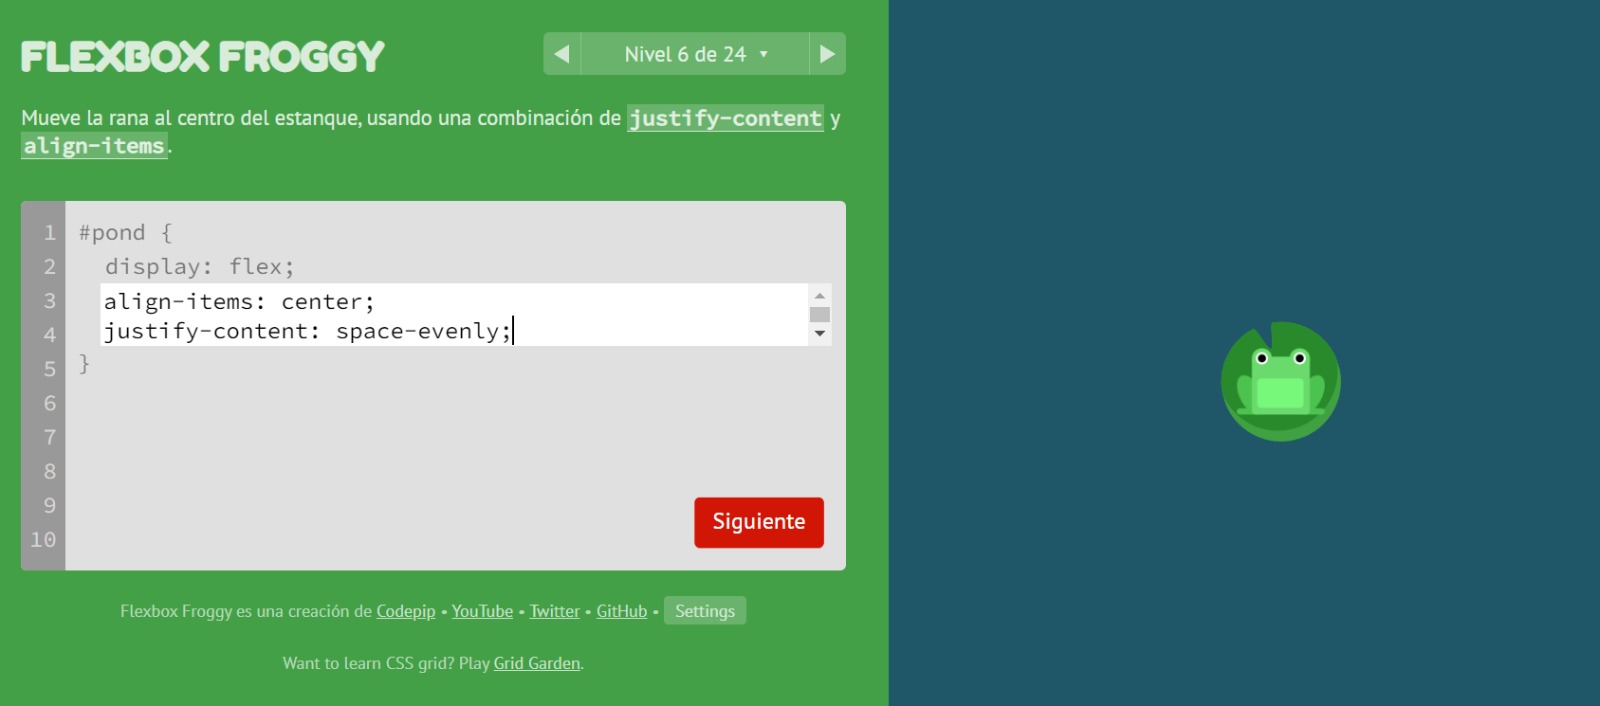 FLEXBOX FROGGY
Nivel 6 de 24
Mueve la rana al centro del estanque, usando una combinación de justify-content y
align-items.
1 #pond {
2 display: flex;
3 align-items: center;
4 justify-content: space-evenly;
5 }
6
7
8
9
10
Siguiente
Flexbox Froggy es una creación de Codepip • YouTube • Twitter • GitHub • Settings
Want to learn CSS grid? Play Grid Garden.